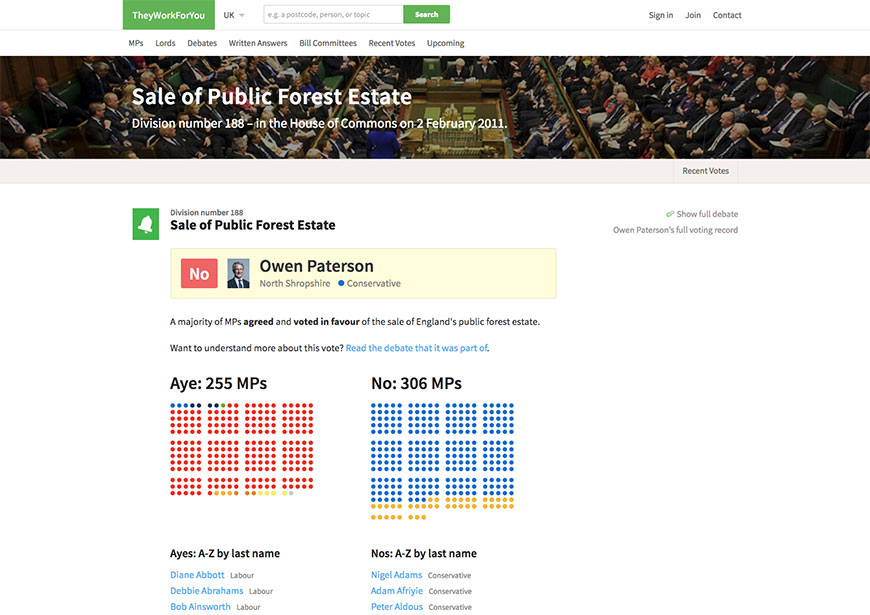 TheyWorkForYou
UK
e.g. a postcode, person, or topic
Search
Sign in
Join
Contact
MPs
Lords
Debates
Written Answers
Bill Committees
Recent Votes
Upcoming
Sale of Public Forest Estate
Division number 188 – in the House of Commons on 2 February 2011.
Recent Votes
Division number 188
Sale of Public Forest Estate
Show full debate
Owen Paterson's full voting record
No
Owen Paterson
North Shropshire
Conservative
A majority of MPs agreed and voted in favour of the sale of England's public forest estate.
Want to understand more about this vote? Read the debate that it was part of.
Aye: 255 MPs
No: 306 MPs
Ayes: A-Z by last name
Diane Abbott Labour
Debbie Abrahams Labour
Bob Ainsworth Labour
Nos: A-Z by last name
Nigel Adams Conservative
Adam Afriyie Conservative
Peter Aldous Conservative